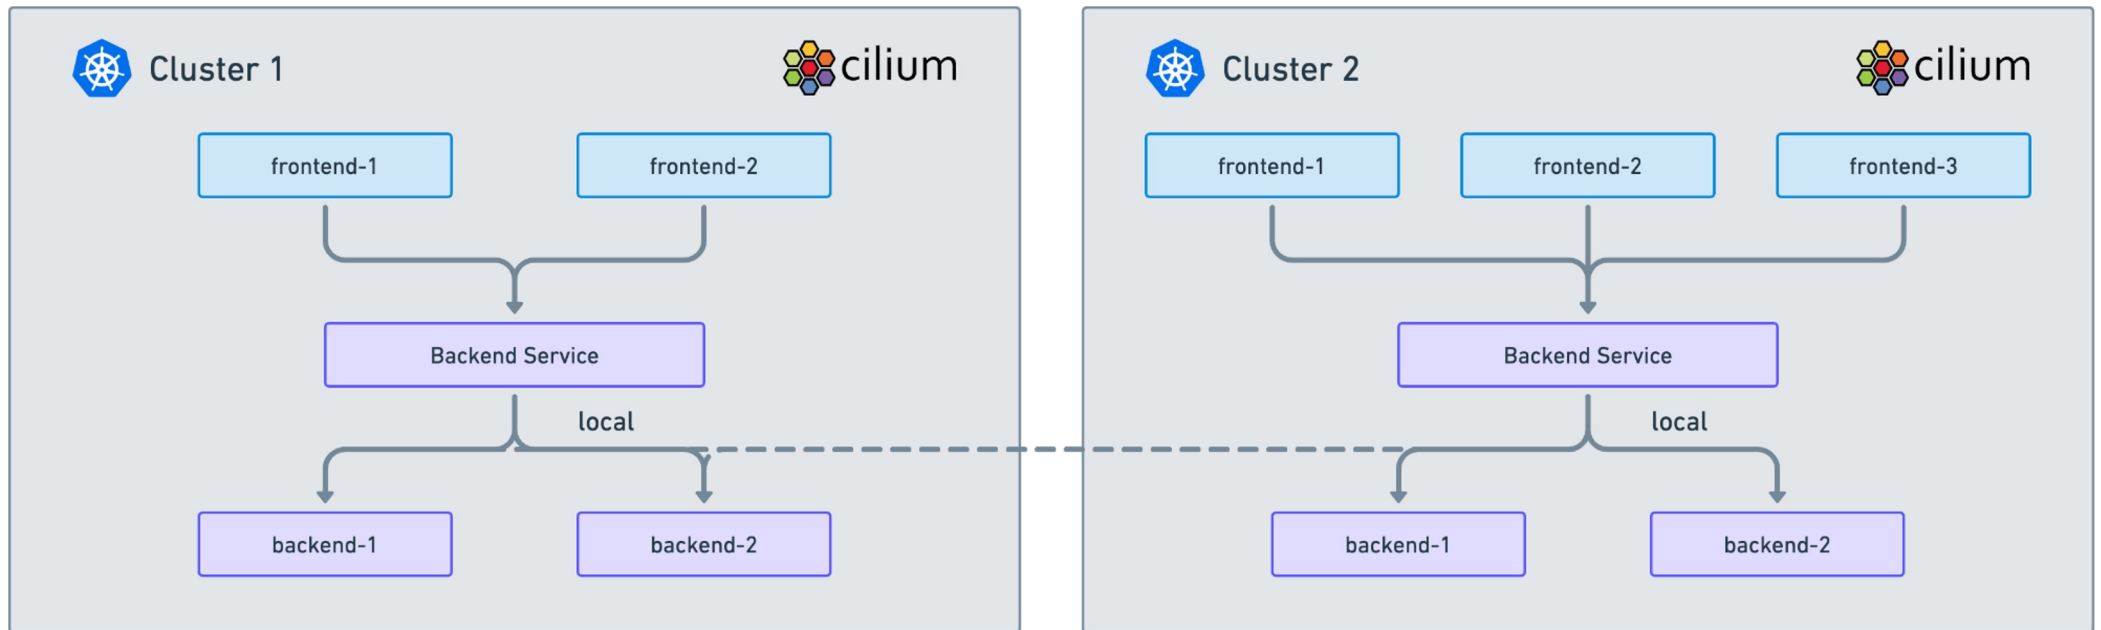 Cluster 1
cilium
frontend-1
frontend-2
Backend Service
local
backend-1
backend-2
Cluster 2
cilium
frontend-1
frontend-2
frontend-3
Backend Service
local
backend-1
backend-2